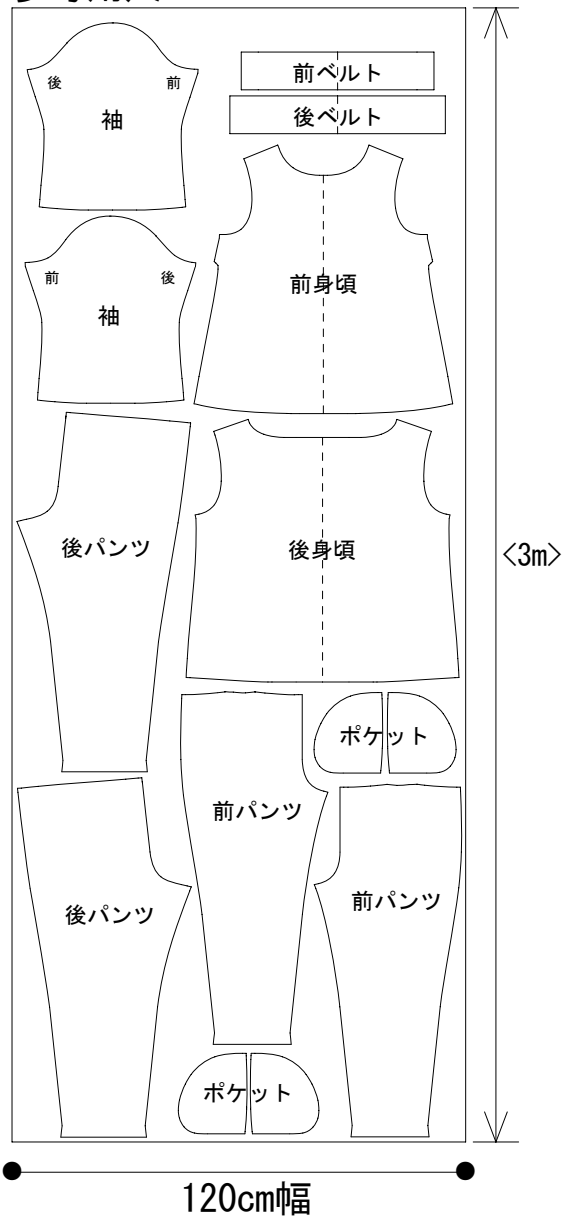 後 前
袖
前ベルト
後ベルト
前 後
袖
前身頃
後パンツ
後身頃
<3m>
ポケット
前パンツ
後パンツ
前パンツ
ポケット
120cm幅